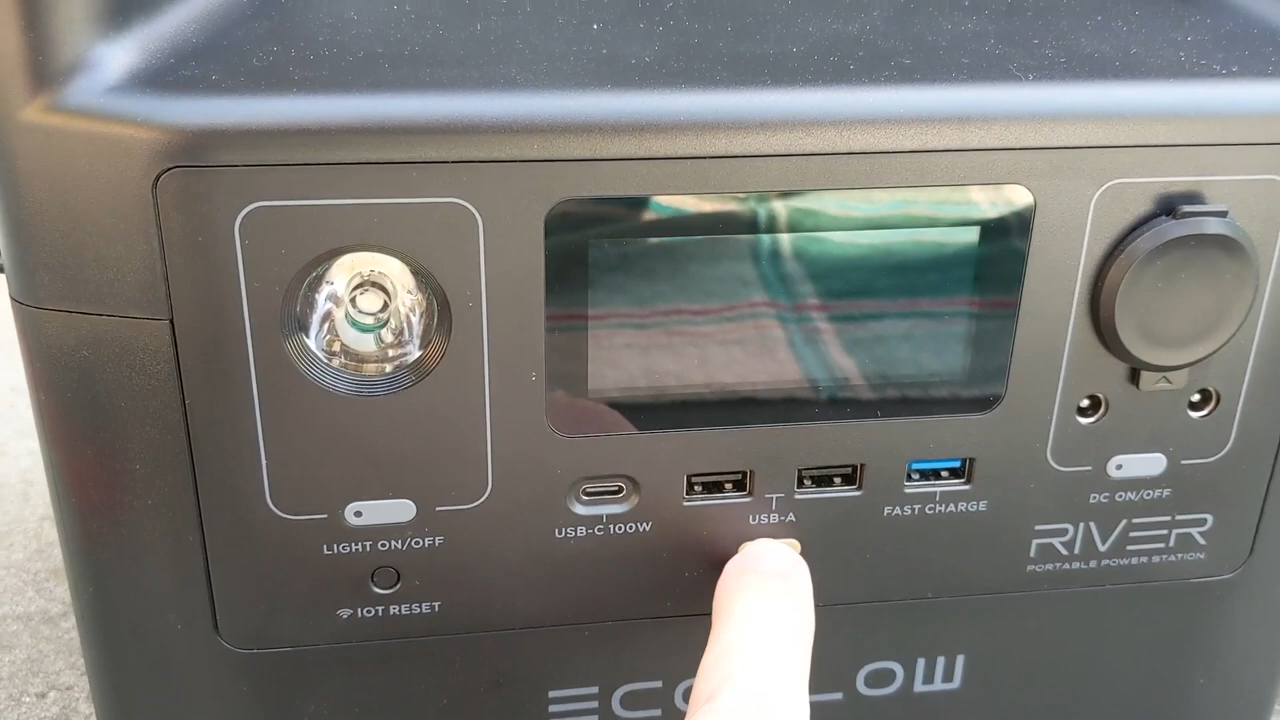 LIGHT ON/OFF
IOT RESET
USB-C 100W
USB-A
FAST CHARGE
DC ON/OFF
RIVER
PORTABLE POWER STATION